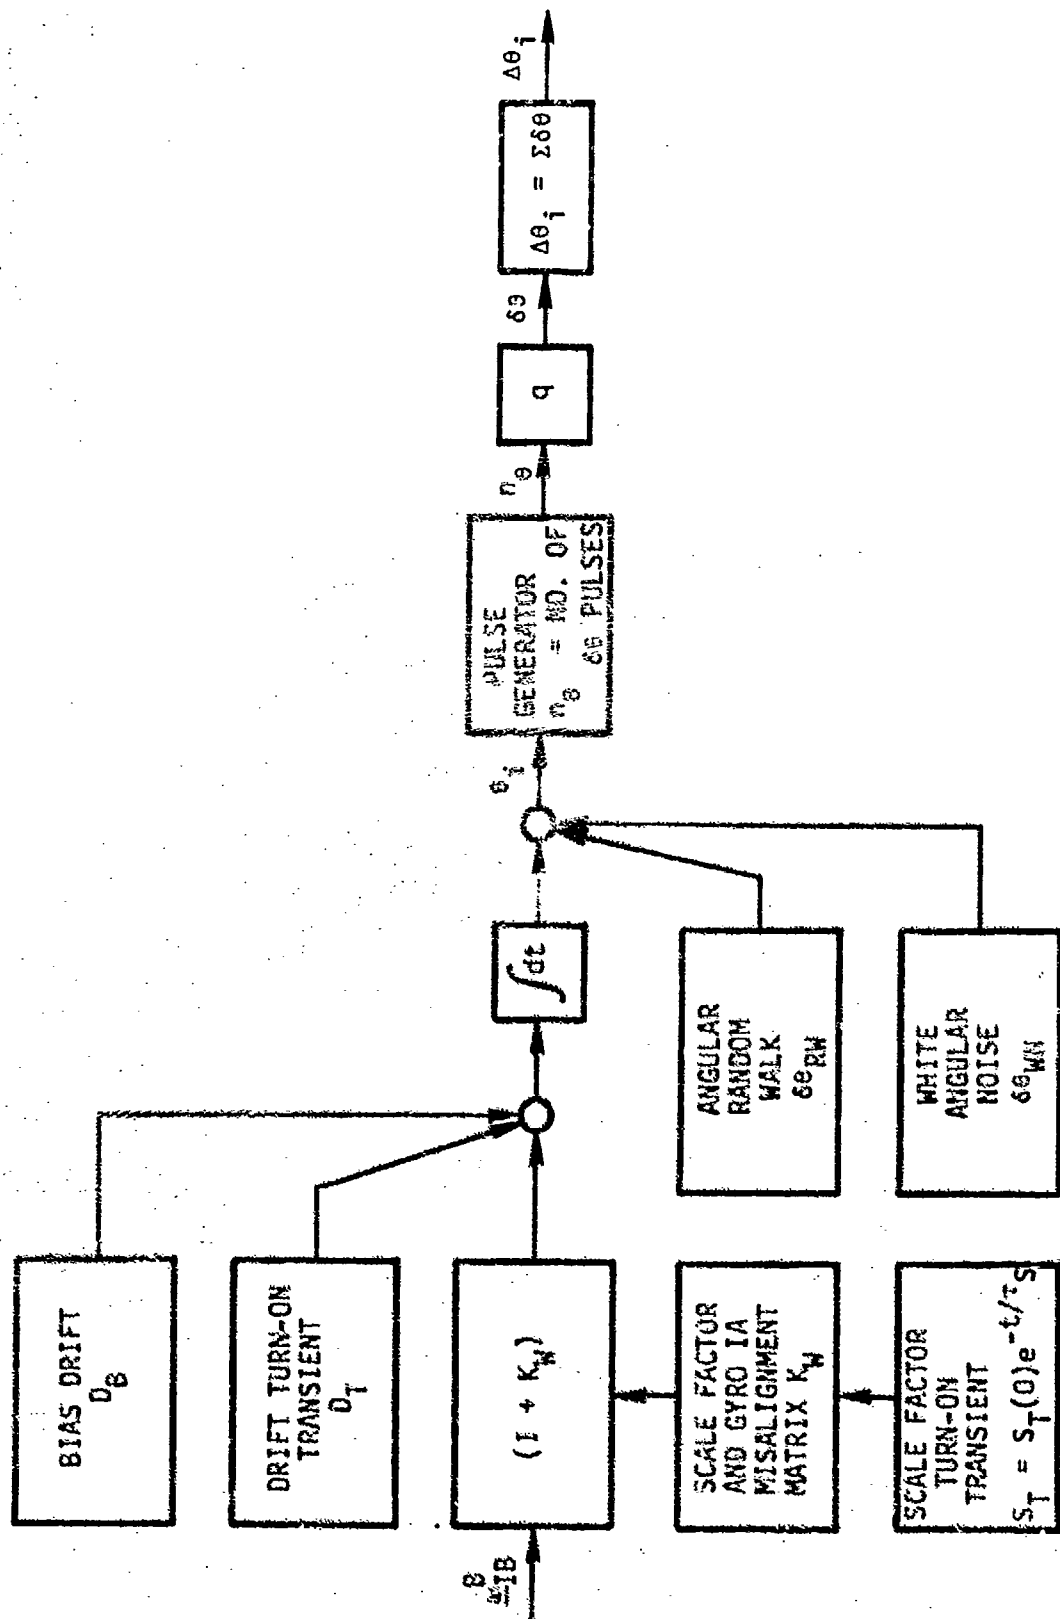 BIAS DRIFT
D_B
DRIFT TURN-ON
TRANSIENT
D_T
ω^B_IB
(I + K_W)
SCALE FACTOR
AND GYRO IA
MISALIGNMENT
MATRIX K_W
SCALE FACTOR
TURN-ON
TRANSIENT
S_T = S_T(0)e^-t/τ_S
∫dt
ANGULAR
RANDOM
WALK
δθ_RW
WHITE
ANGULAR
NOISE
δθ_WN
θ_i
PULSE
GENERATOR
n_θ = NO. OF
δθ PULSES
n_θ
q
δθ
Δθ_i = Σδθ
Δθ_i